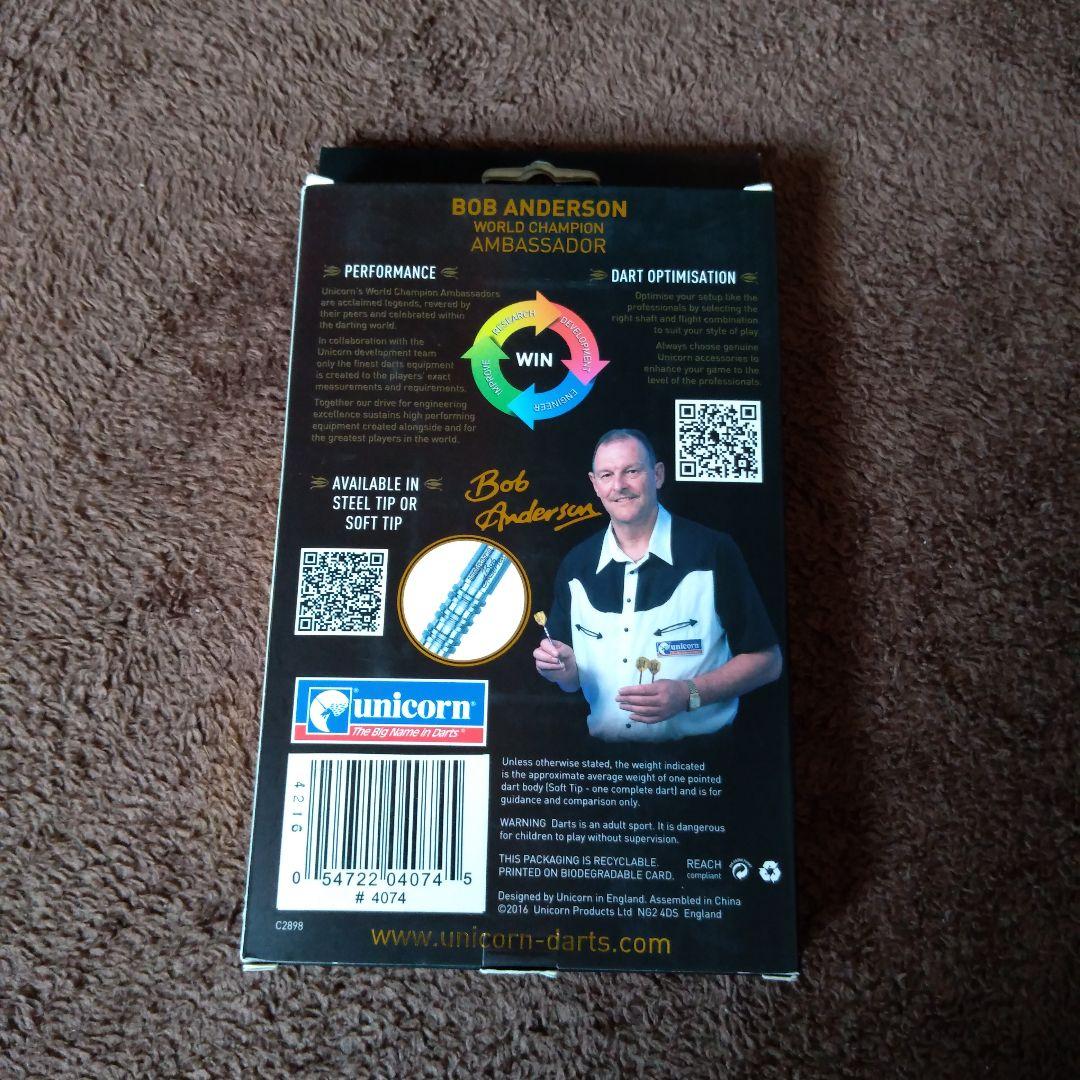 BOB ANDERSON
WORLD CHAMPION
AMBASSADOR
PERFORMANCE
Unicorn's World Champion Ambassadors
are acclaimed legends, revered by
their peers and celebrated within
the darting world.
In collaboration with the
Unicorn development team
only the finest darts equipment
is created to the players' exact
measurements and requirements.
Together our drive for engineering
excellence sustains high performing
equipment created alongside and for
the greatest players in the world.
RESEARCH
DEVELOPMENT
ENGINEER
IMPROVE
WIN
DART OPTIMISATION
Optimise your setup like the
professionals by selecting the
right shaft and flight combination
to suit your style of play
Always choose genuine
Unicorn accessories to
enhance your game to the
level of the professionals.
AVAILABLE IN
STEEL TIP OR
SOFT TIP
Bob
Anderson
unicorn
unicorn®
The Big Name in Darts®
4216
0 54722 04074 5
# 4074
Unless otherwise stated, the weight indicated
is the approximate average weight of one pointed
dart body (Soft Tip - one complete dart) and is for
guidance and comparison only.
WARNING Darts is an adult sport. It is dangerous
for children to play without supervision.
THIS PACKAGING IS RECYCLABLE.
PRINTED ON BIODEGRADABLE CARD.
REACH
compliant
Designed by Unicorn in England. Assembled in China
©2016 Unicorn Products Ltd NG2 4DS England
C2898
www.unicorn-darts.com